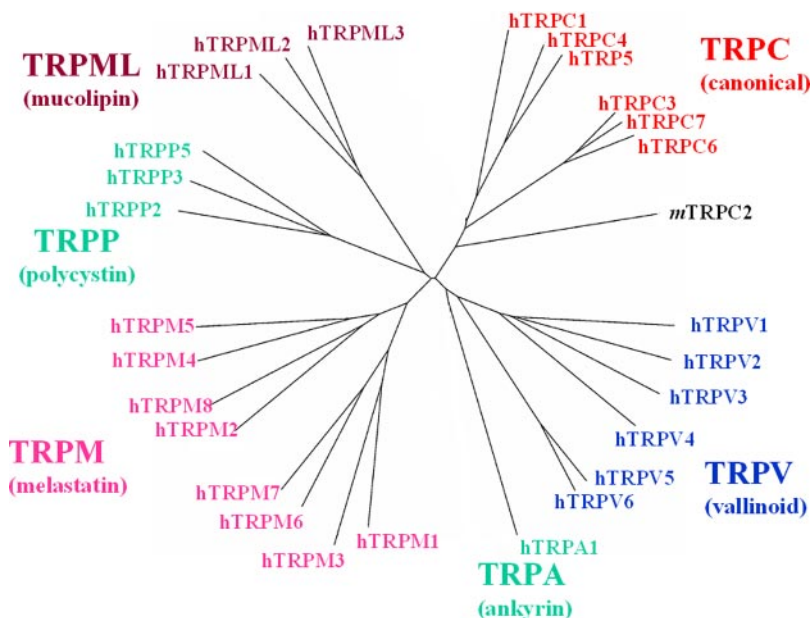 TRPML
(mucolipin)
hTRPML3
hTRPML2
hTRPML1
hTRPC1
hTRPC4
hTRP5
TRPC
(canonical)
hTRPC3
hTRPC7
hTRPC6
hTRPP5
hTRPP3
hTRPP2
TRPP
(polycystin)
mTRPC2
hTRPM5
hTRPM4
hTRPM8
hTRPM2
TRPM
(melastatin)
hTRPM7
hTRPM6
hTRPM3
hTRPM1
hTRPV1
hTRPV2
hTRPV3
hTRPV4
hTRPV5
hTRPV6
TRPV
(vallinoid)
hTRPA1
TRPA
(ankyrin)